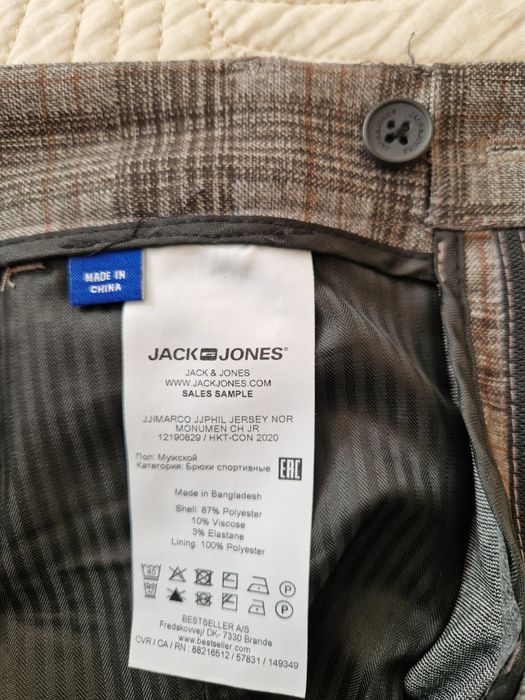 MADE IN
CHINA
JACK JONES®
JACK & JONES
WWW.JACKJONES.COM
SALES SAMPLE
JJIMARCO JJPHIL JERSEY NOR
MONUMEN CH JR
12190829 / HKT-CON 2020
Пол: Мужской
Категория: Брюки спортивные
EAC
Made in Bangladesh
Shell: 87% Polyester
10% Viscose
3% Elastane
Lining: 100% Polyester
40
P
P
BESTSELLER A/S
Fredskovvej/ DK- 7330 Brande
www.bestseller.com
CVR / CA / RN : 88216512 / 57831 / 149349